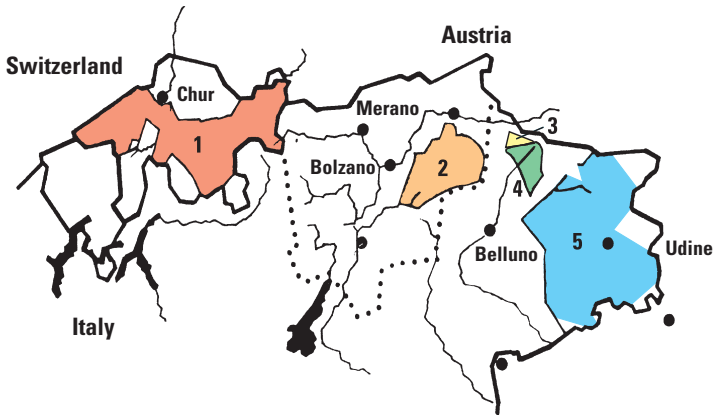 Austria
Switzerland
Chur
Merano
3
1
2
Bolzano
4
Belluno
5
Udine
Italy